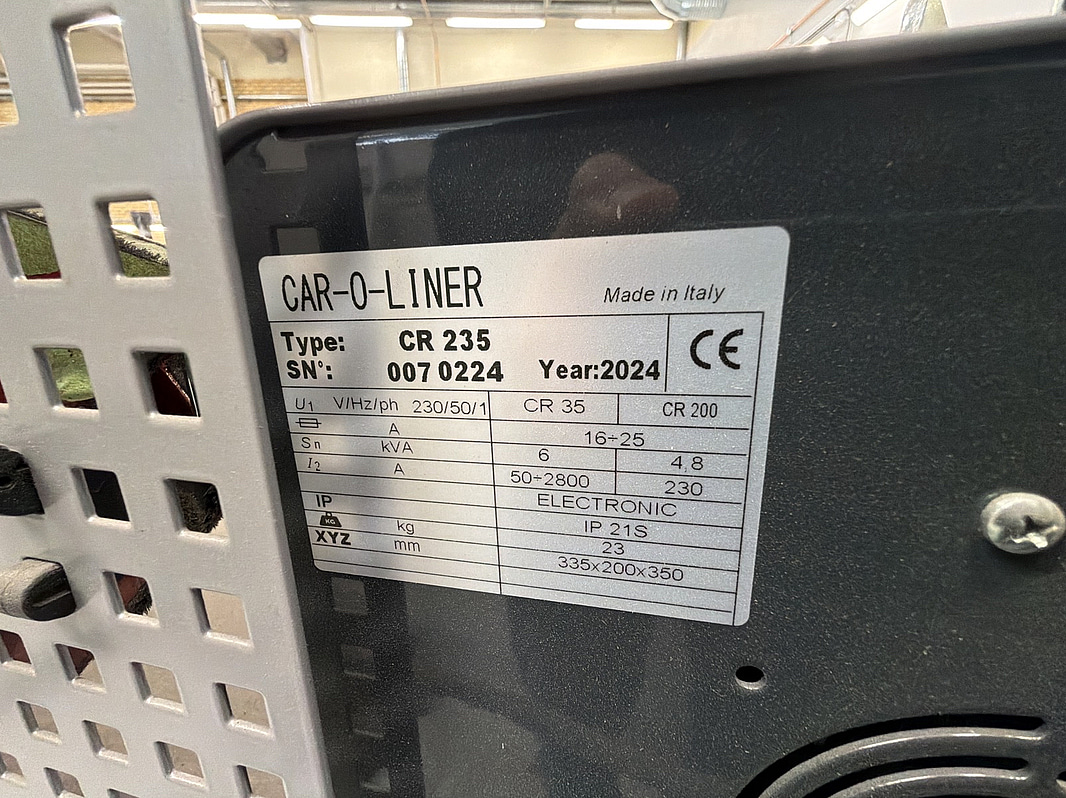 CAR-O-LINER
Made in Italy
Type: CR 235
SN°: 007 0224 Year:2024
CE
U1 V/Hz/ph 230/50/1 CR 35 CR 200
A 16÷25
Sn kVA 6 4,8
I2 A 50÷2800 230
ELECTRONIC
IP IP 21S
KG kg 23
XYZ mm 335x200x350